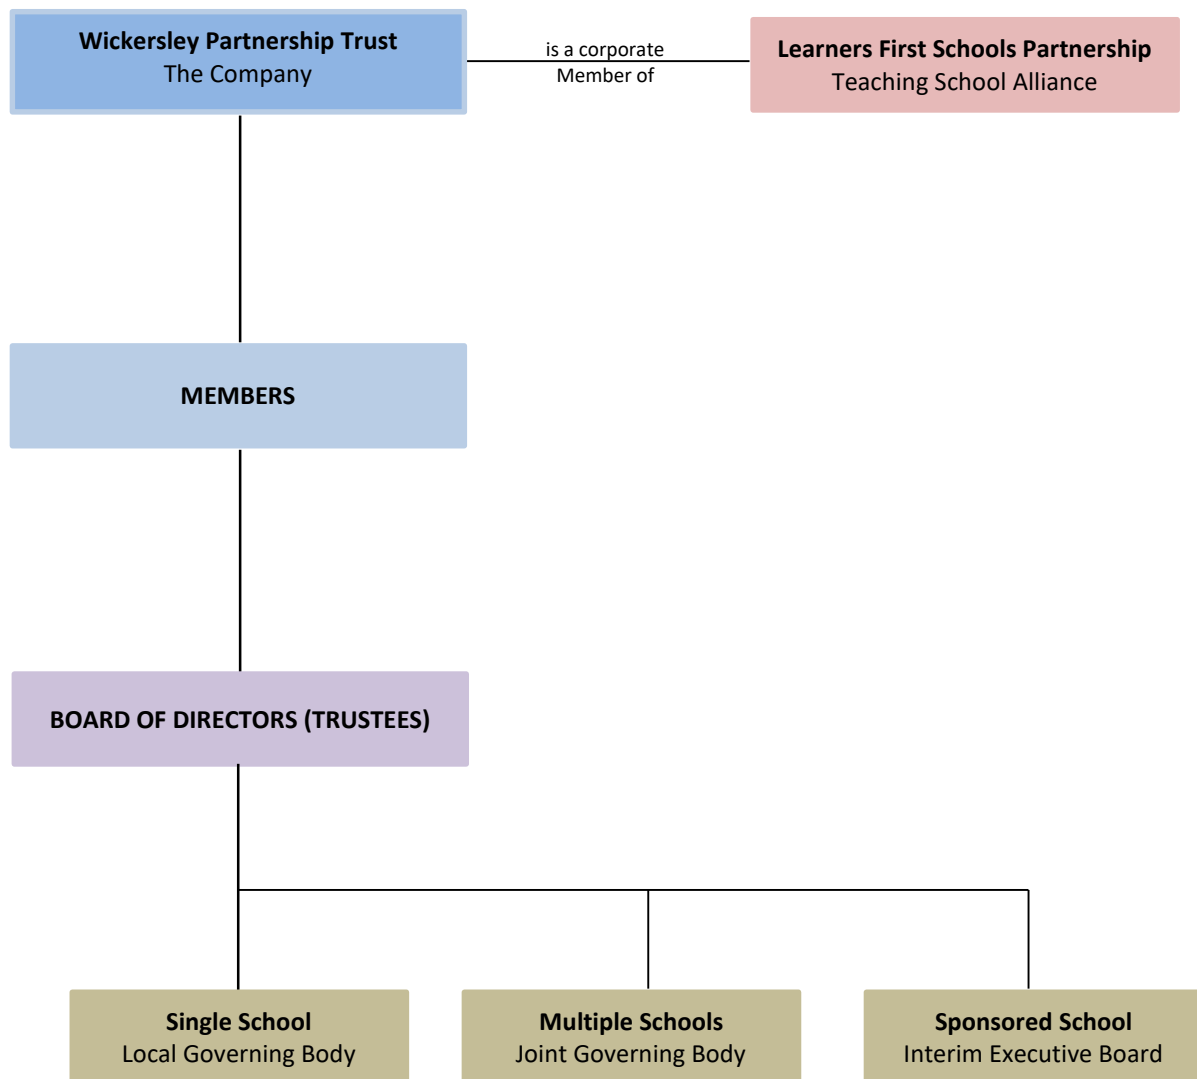 Wickersley Partnership Trust
The Company
is a corporate
Member of
Learners First Schools Partnership
Teaching School Alliance
MEMBERS
BOARD OF DIRECTORS (TRUSTEES)
Single School
Local Governing Body
Multiple Schools
Joint Governing Body
Sponsored School
Interim Executive Board